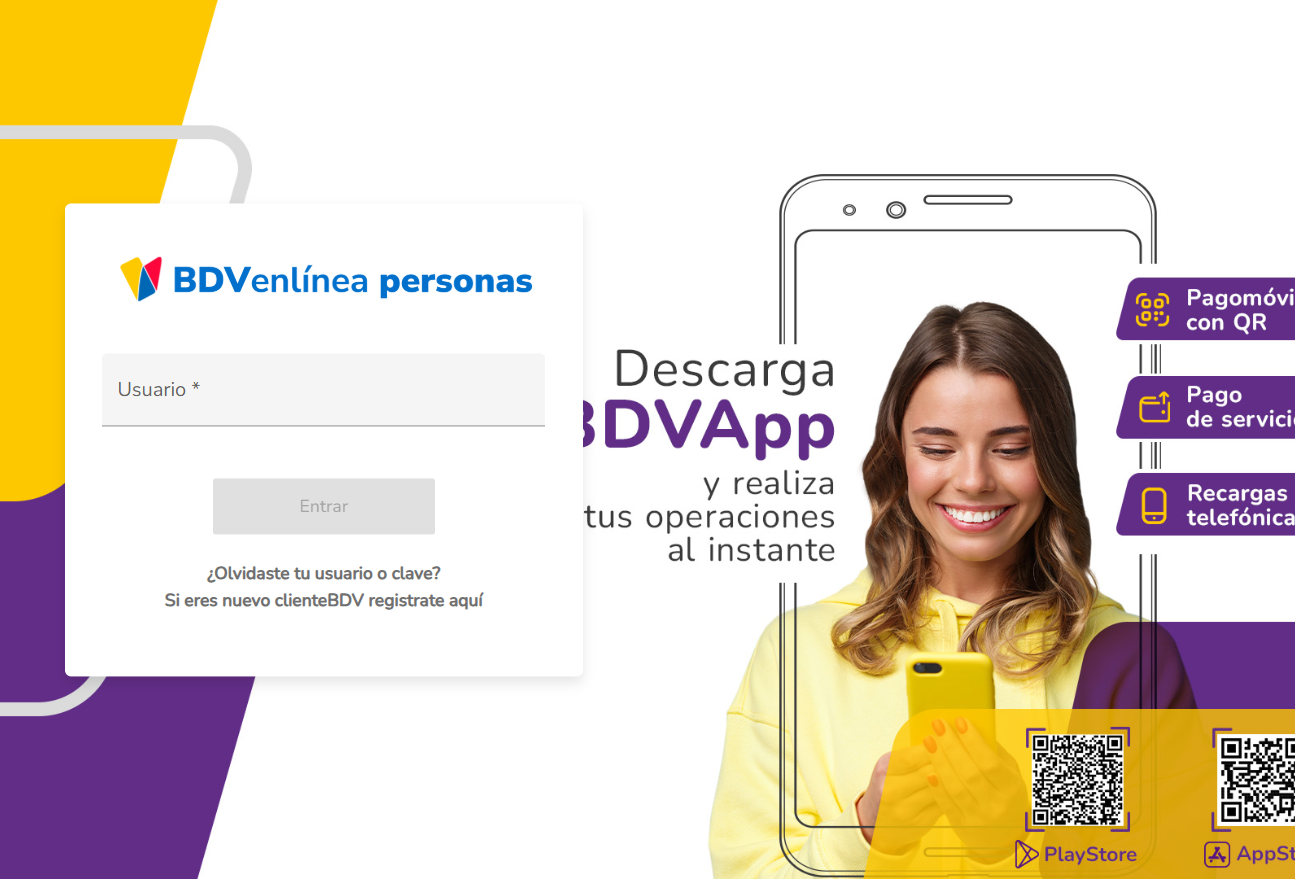 BDVenlínea personas
Usuario *
Entrar
¿Olvidaste tu usuario o clave?
Si eres nuevo clienteBDV registrate aquí
Descarga
BDVApp
y realiza
tus operaciones
al instante
Pagomóvi
con QR
Pago
de servici
Recargas
telefónica
PlayStore
AppSt